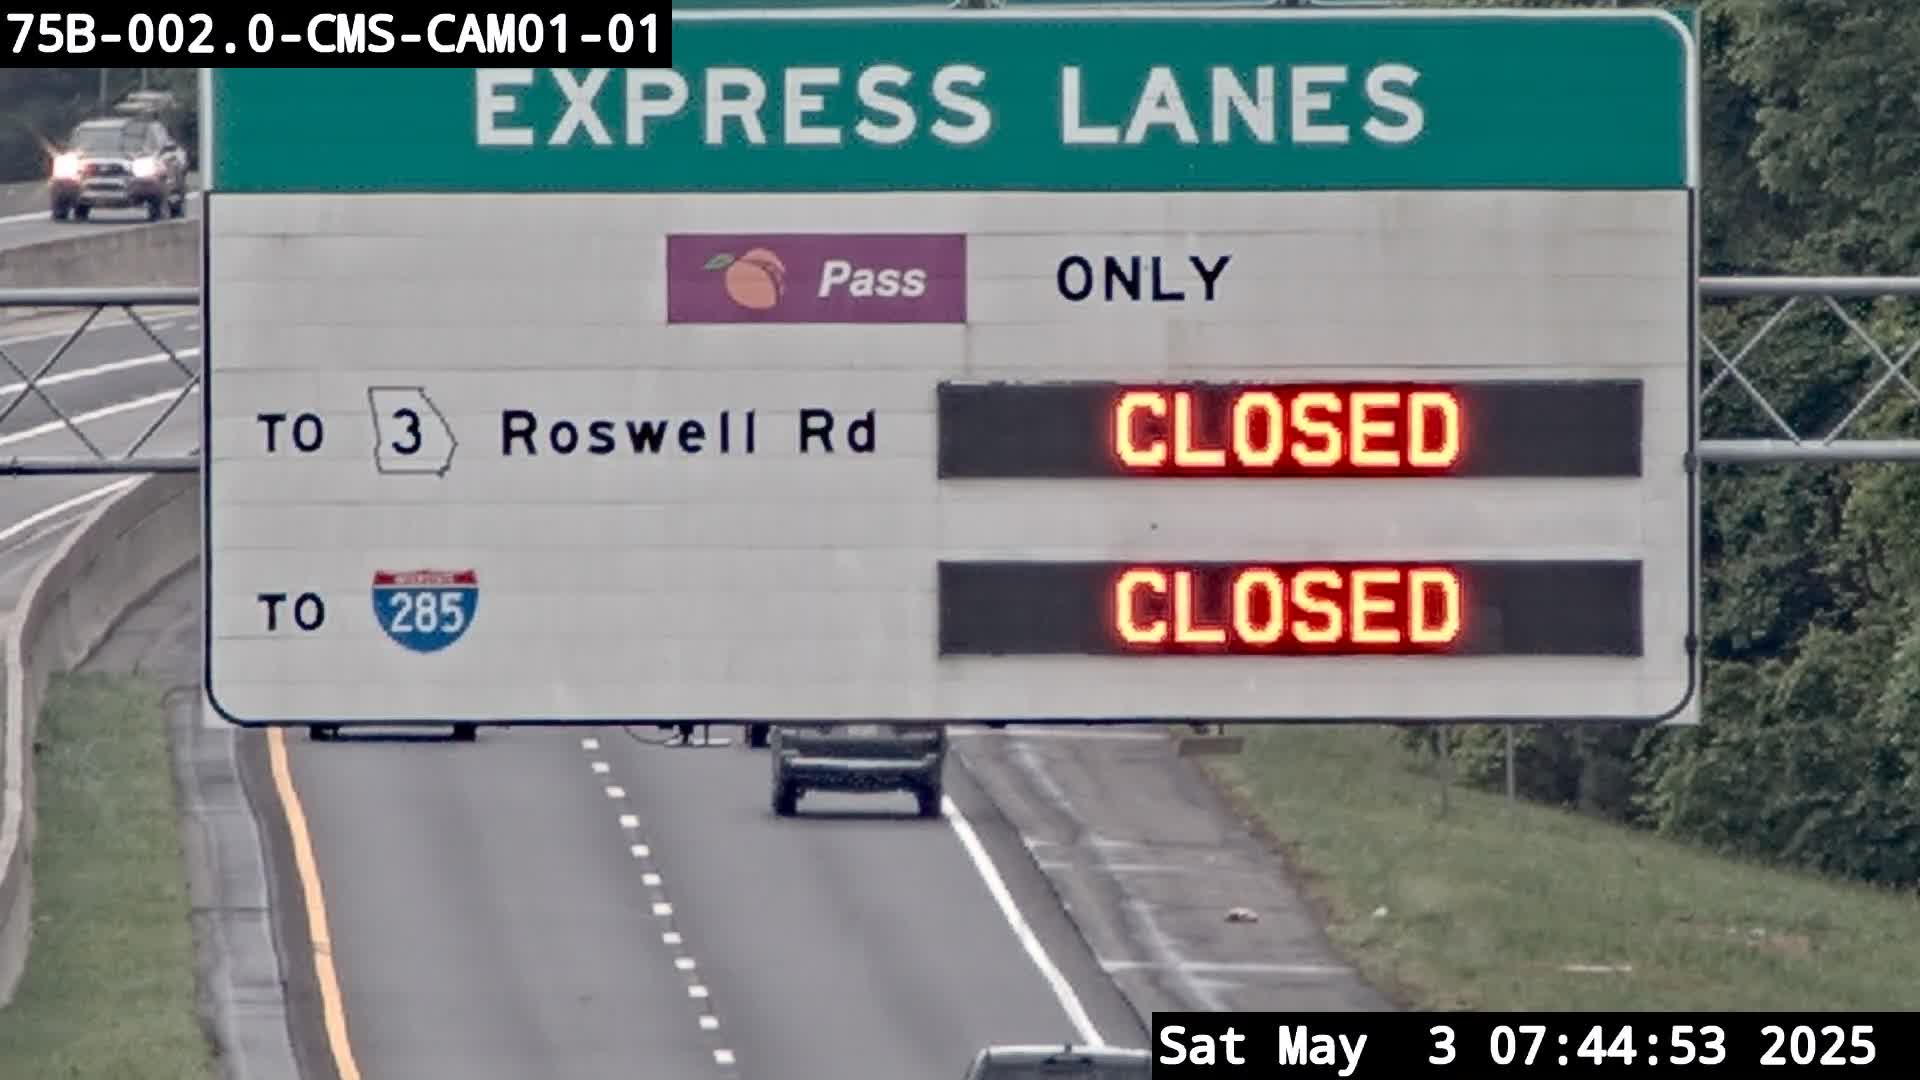 75B-002.0-CMS-CAM01-01
EXPRESS LANES
Pass ONLY
TO 3 Roswell Rd CLOSED
TO 285 CLOSED
Sat May 3 07:44:53 2025